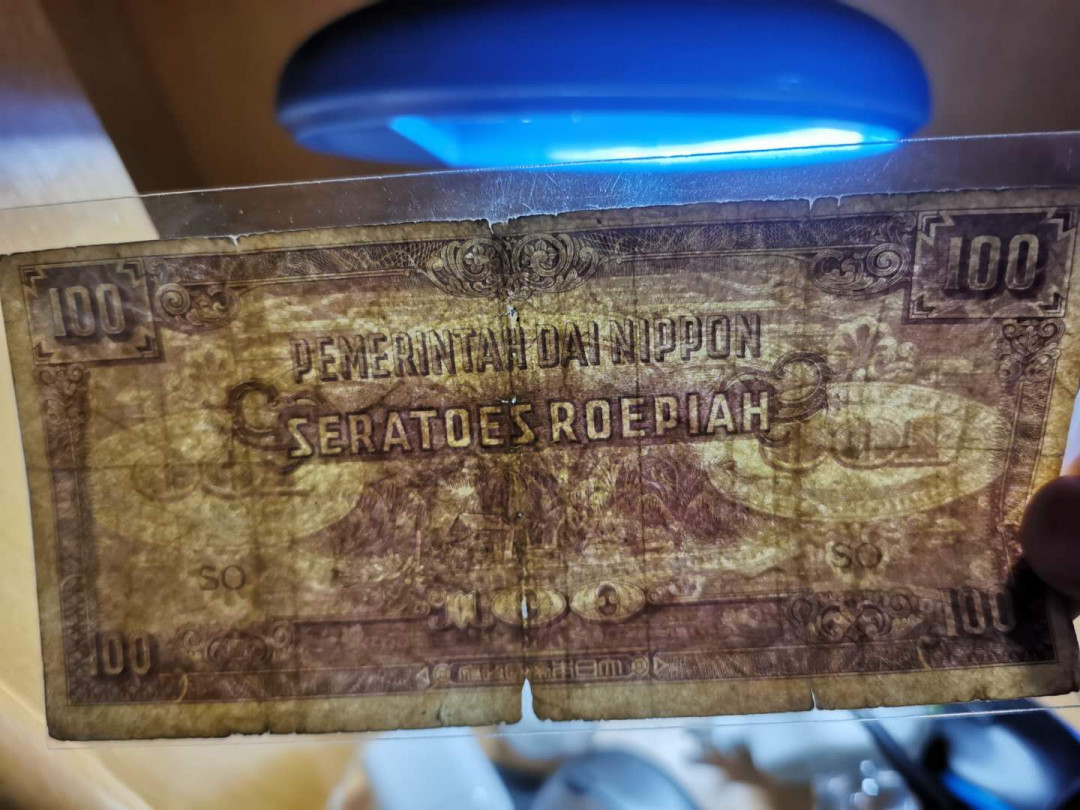 100 100
PEMERINTAH DAI NIPPON
SERATOES ROEPIAH
SO SO
100 100